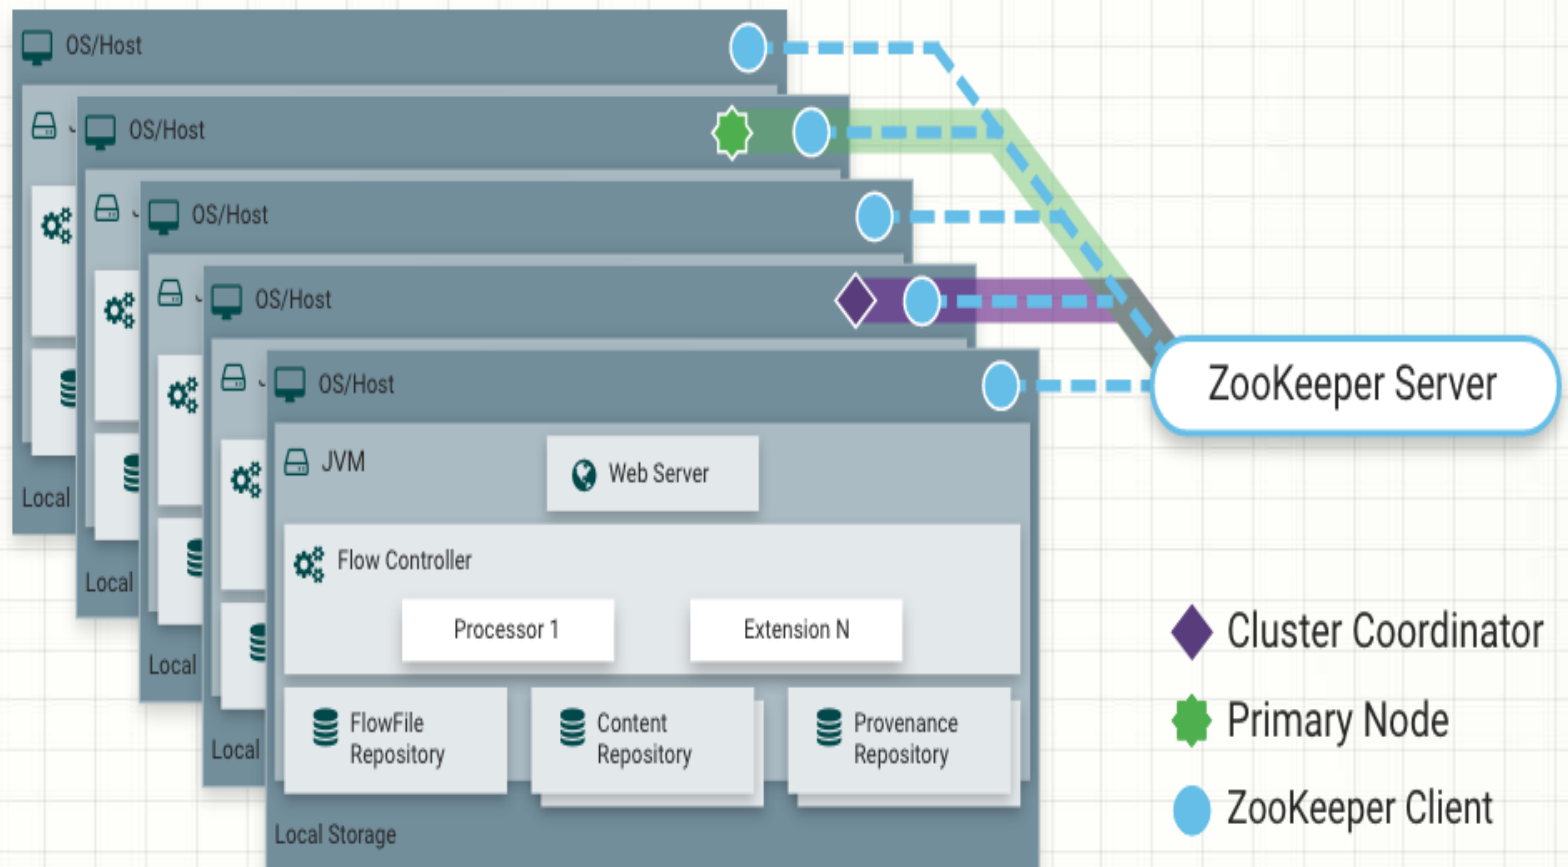 OS/Host
OS/Host
OS/Host
OS/Host
OS/Host
ZooKeeper Server
JVM
Web Server
Local
Flow Controller
Local
Processor 1
Extension N
Local
FlowFile
Repository
Content
Repository
Provenance
Repository
Local
Local Storage
Cluster Coordinator
Primary Node
ZooKeeper Client